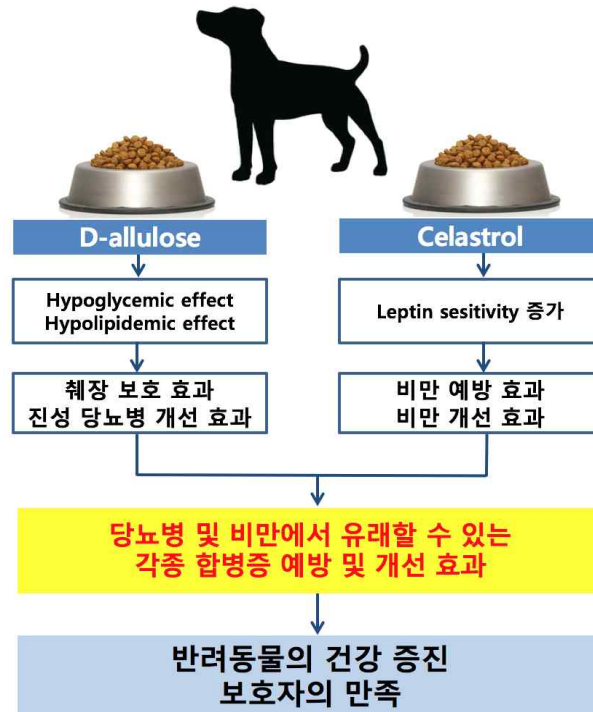 D-allulose
Hypoglycemic effect
Hypolipidemic effect
췌장 보호 효과
진성 당뇨병 개선 효과
Celastrol
Leptin sesitivity 증가
비만 예방 효과
비만 개선 효과
당뇨병 및 비만에서 유래할 수 있는
각종 합병증 예방 및 개선 효과
반려동물의 건강 증진
보호자의 만족